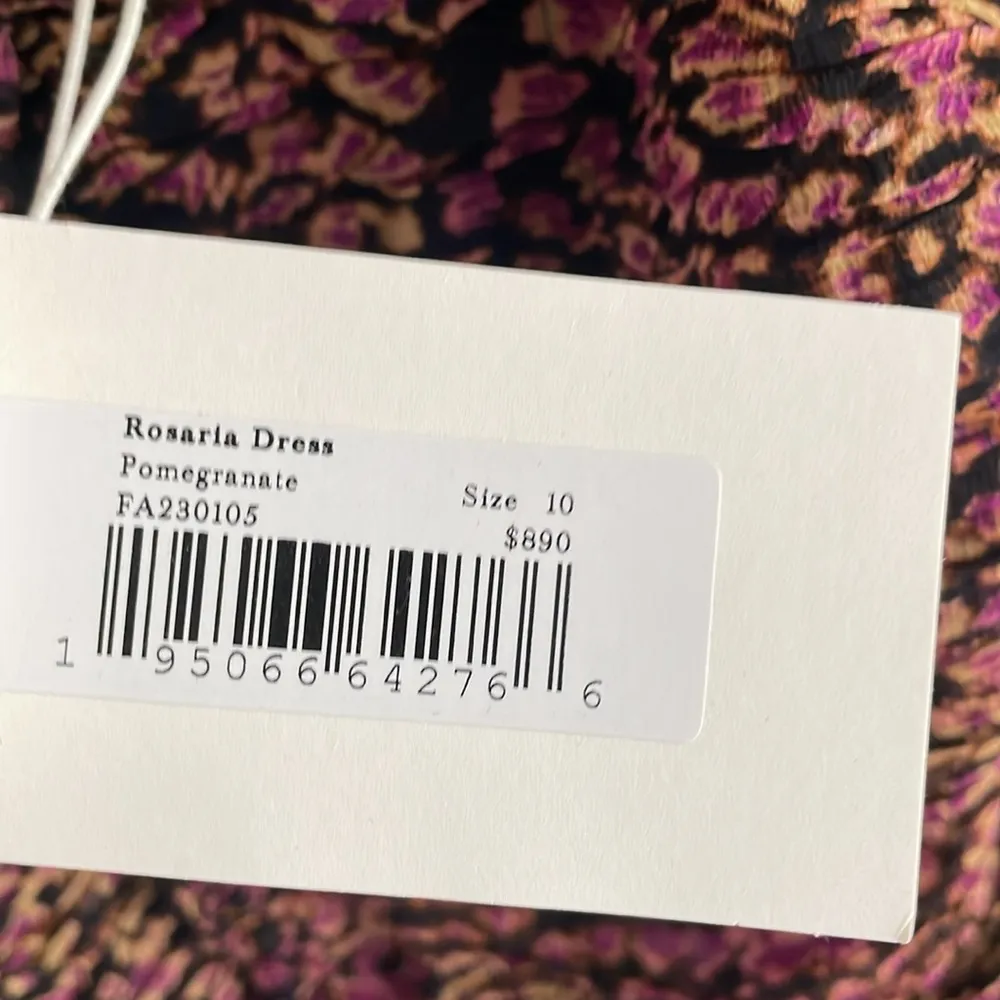 Rosaria Dress
Pomegranate
FA230105
Size 10
$890
1 95066 64276 6